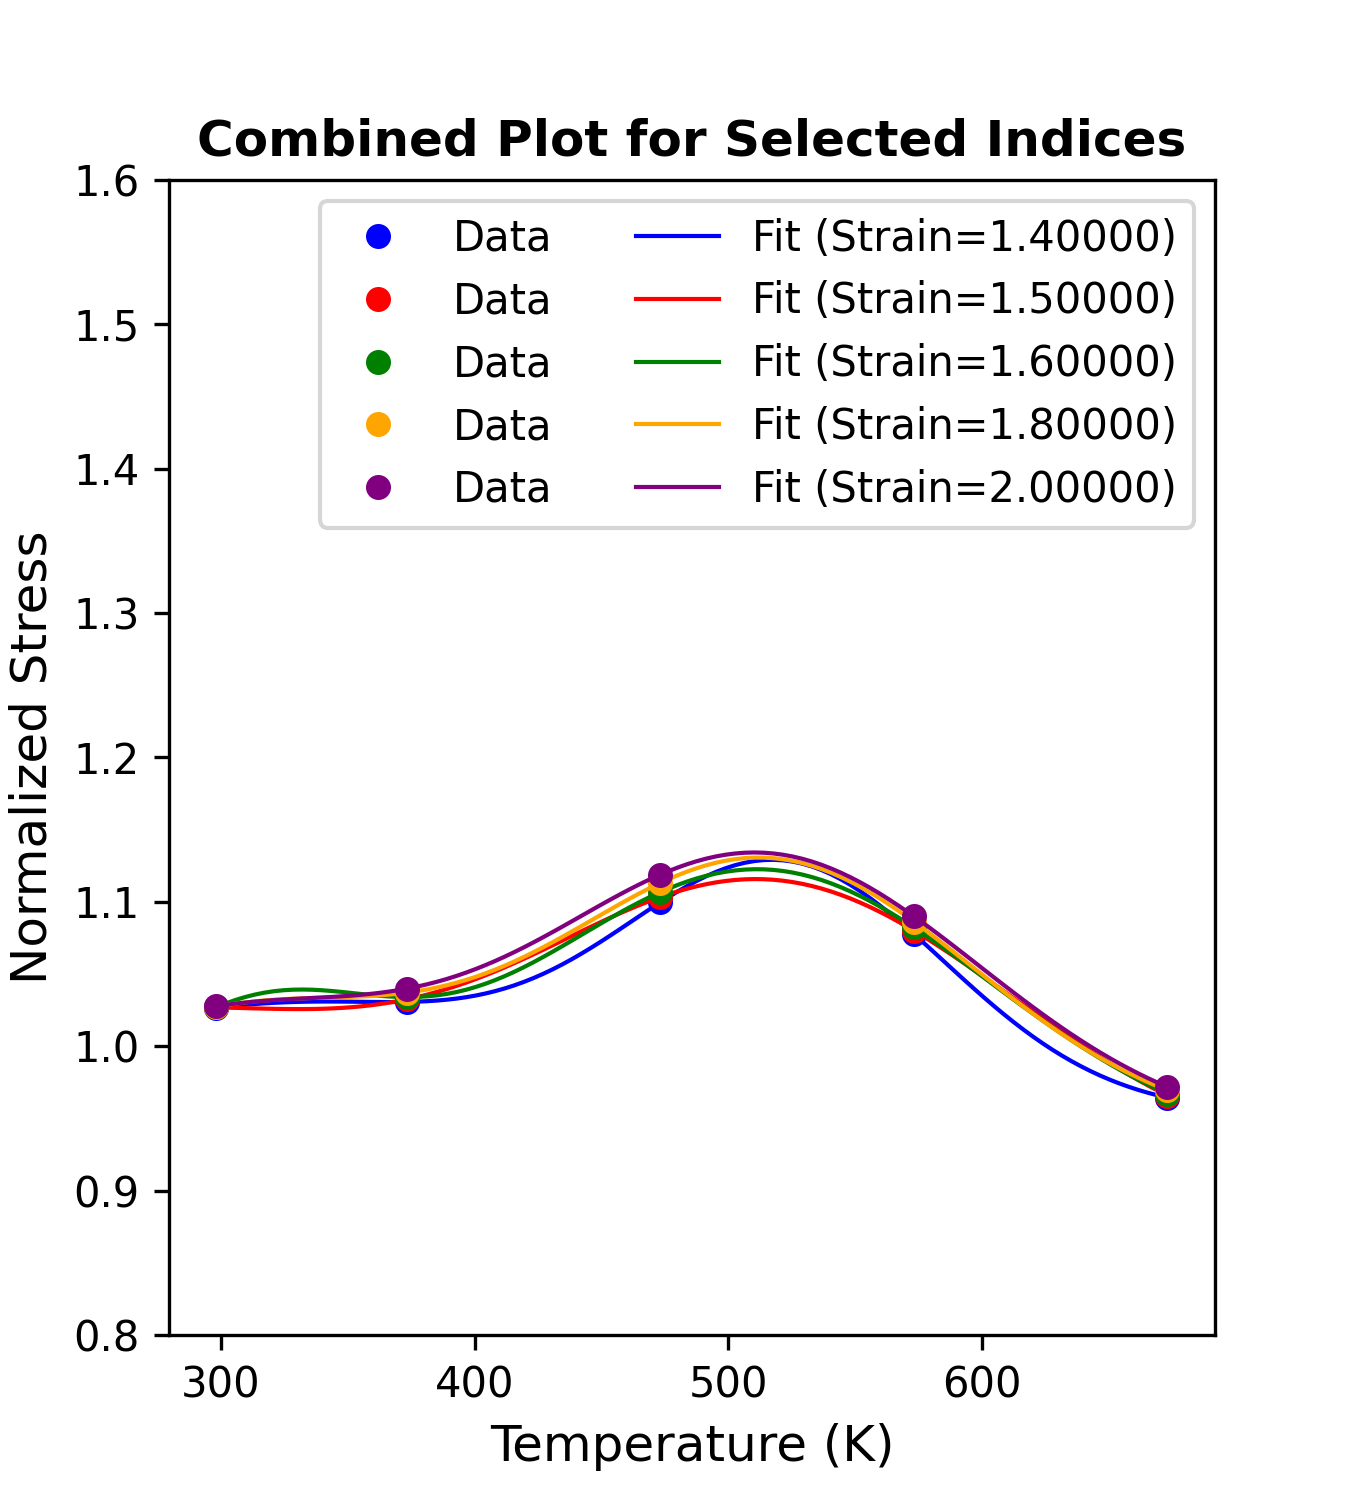 Combined Plot for Selected Indices
1.6
1.5
1.4
1.3
1.2
1.1
1.0
0.9
0.8
Normalized Stress
Data Fit (Strain=1.40000)
Data Fit (Strain=1.50000)
Data Fit (Strain=1.60000)
Data Fit (Strain=1.80000)
Data Fit (Strain=2.00000)
300 400 500 600
Temperature (K)